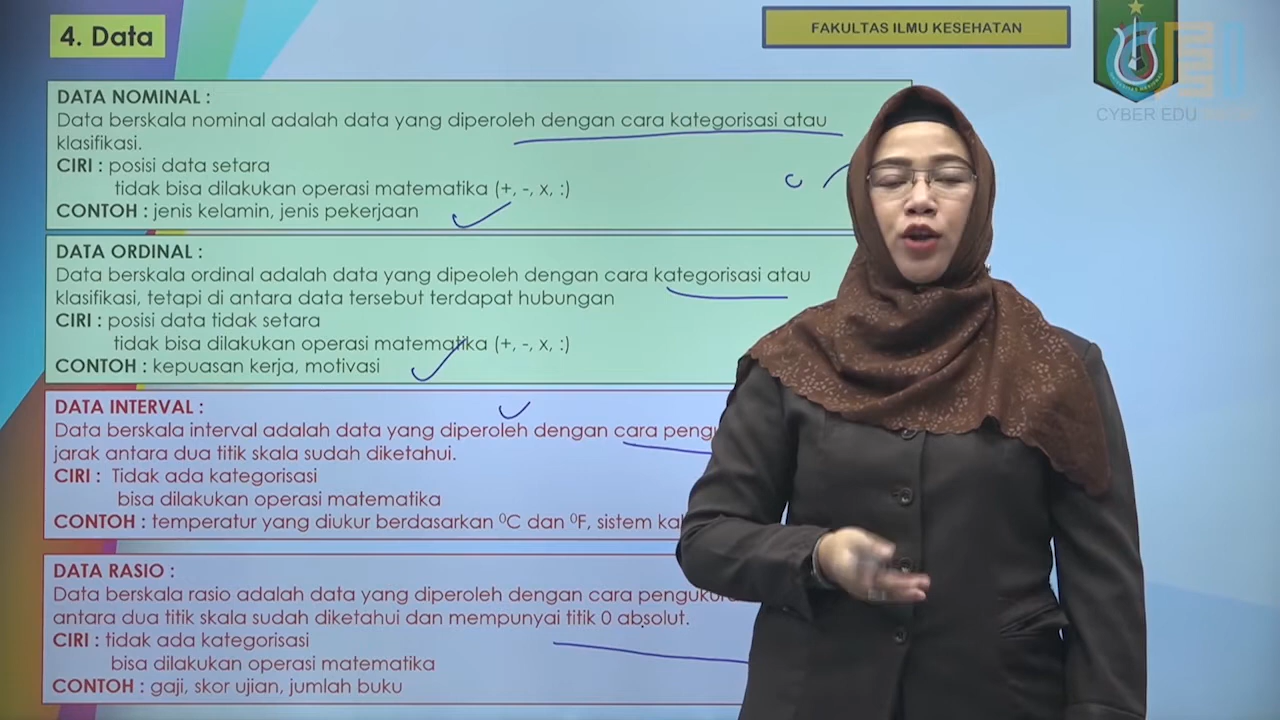 4. Data
FAKULTAS ILMU KESEHATAN
CYBER EDU
DATA NOMINAL :
Data berskala nominal adalah data yang diperoleh dengan cara kategorisasi atau
klasifikasi.
CIRI : posisi data setara
tidak bisa dilakukan operasi matematika (+, -, x, :)
CONTOH : jenis kelamin, jenis pekerjaan
DATA ORDINAL :
Data berskala ordinal adalah data yang dipeoleh dengan cara kategorisasi atau
klasifikasi, tetapi di antara data tersebut terdapat hubungan
CIRI : posisi data tidak setara
tidak bisa dilakukan operasi matematika (+, -, x, :)
CONTOH : kepuasan kerja, motivasi
DATA INTERVAL :
Data berskala interval adalah data yang diperoleh dengan cara
jarak antara dua titik skala sudah diketahui.
CIRI : Tidak ada kategorisasi
bisa dilakukan operasi matematika
CONTOH : temperatur yang diukur berdasarkan ⁰C dan ⁰F, sistem
DATA RASIO :
Data berskala rasio adalah data yang diperoleh dengan cara
antara dua titik skala sudah diketahui dan mempunyai titik 0 absolut.
CIRI : tidak ada kategorisasi
bisa dilakukan operasi matematika
CONTOH : gaji, skor ujian, jumlah buku